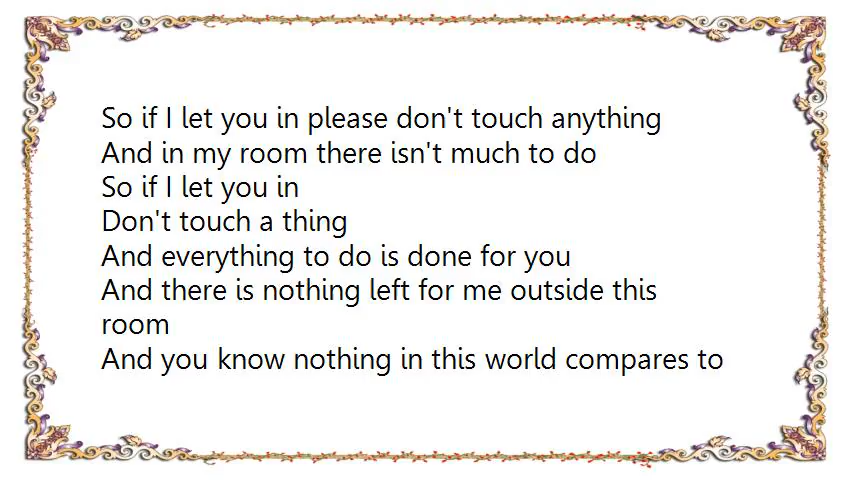 So if I let you in please don't touch anything
And in my room there isn't much to do
So if I let you in
Don't touch a thing
And everything to do is done for you
And there is nothing left for me outside this
room
And you know nothing in this world compares to